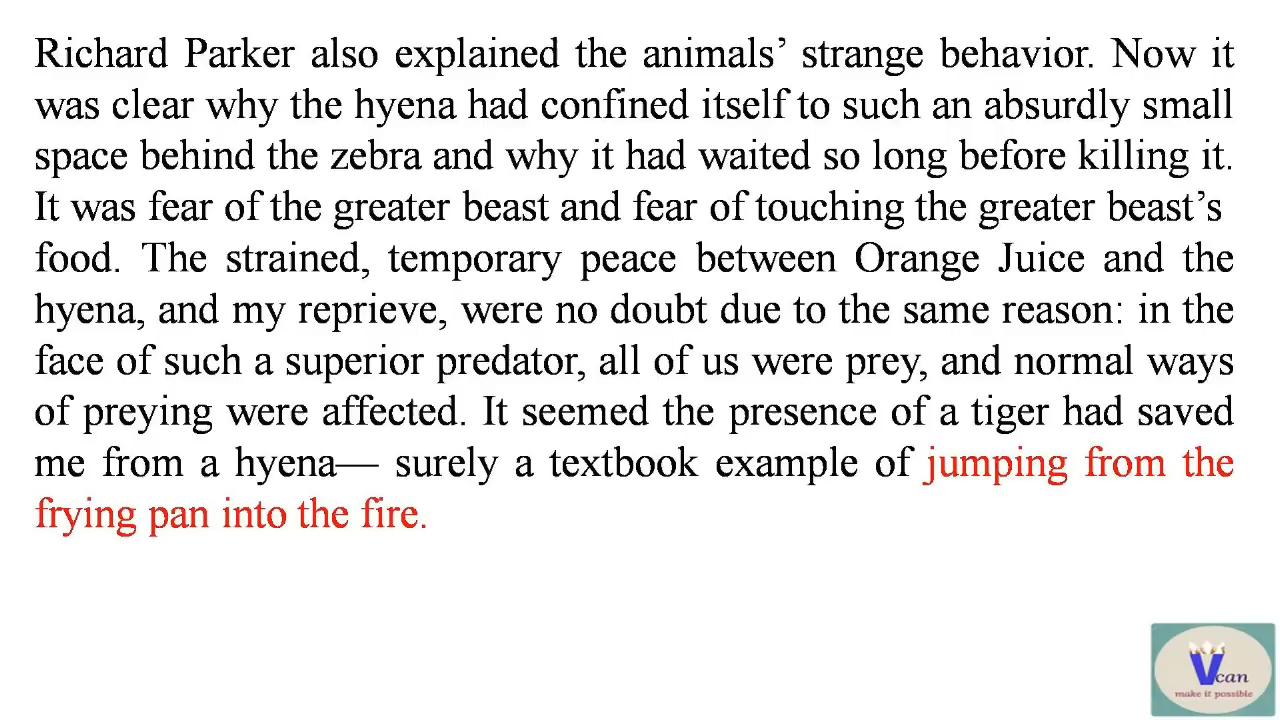 Richard Parker also explained the animals’ strange behavior. Now it
was clear why the hyena had confined itself to such an absurdly small
space behind the zebra and why it had waited so long before killing it.
It was fear of the greater beast and fear of touching the greater beast’s
food. The strained, temporary peace between Orange Juice and the
hyena, and my reprieve, were no doubt due to the same reason: in the
face of such a superior predator, all of us were prey, and normal ways
of preying were affected. It seemed the presence of a tiger had saved
me from a hyena— surely a textbook example of jumping from the
frying pan into the fire.
Vcan
make it possible